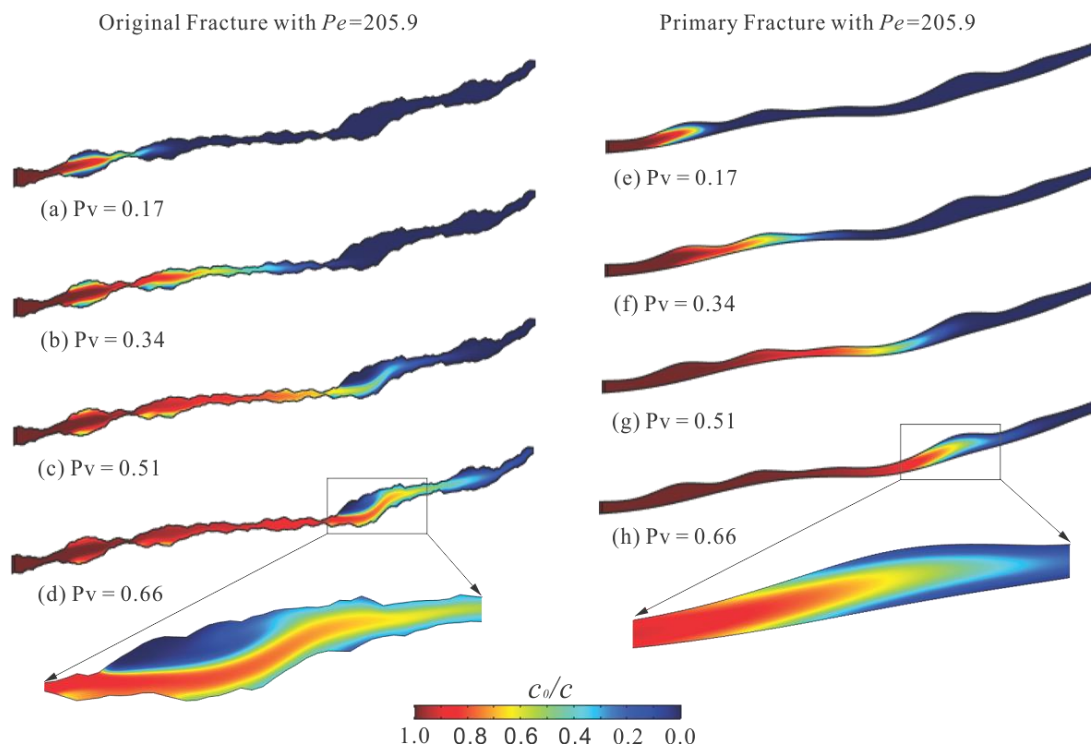 Original Fracture with Pe=205.9
(a) Pv = 0.17
(b) Pv = 0.34
(c) Pv = 0.51
(d) Pv = 0.66
Primary Fracture with Pe=205.9
(e) Pv = 0.17
(f) Pv = 0.34
(g) Pv = 0.51
(h) Pv = 0.66
c₀/c
1.0 0.8 0.6 0.4 0.2 0.0